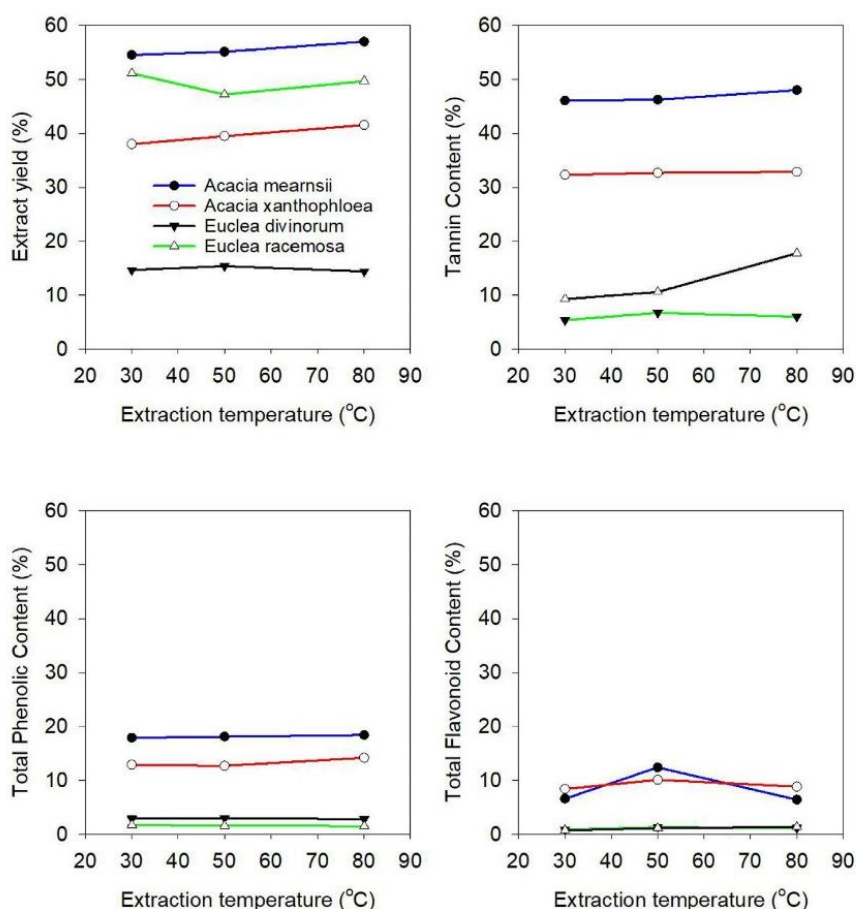 Extract yield (%)
60
50
40
30
20
10
0
Acacia mearnsii
Acacia xanthophloea
Euclea divinorum
Euclea racemosa
20 30 40 50 60 70 80 90
Extraction temperature (°C)
Tannin Content (%)
60
50
40
30
20
10
0
20 30 40 50 60 70 80 90
Extraction temperature (°C)
Total Phenolic Content (%)
60
50
40
30
20
10
0
20 30 40 50 60 70 80 90
Extraction temperature (°C)
Total Flavonoid Content (%)
60
50
40
30
20
10
0
20 30 40 50 60 70 80 90
Extraction temperature (°C)